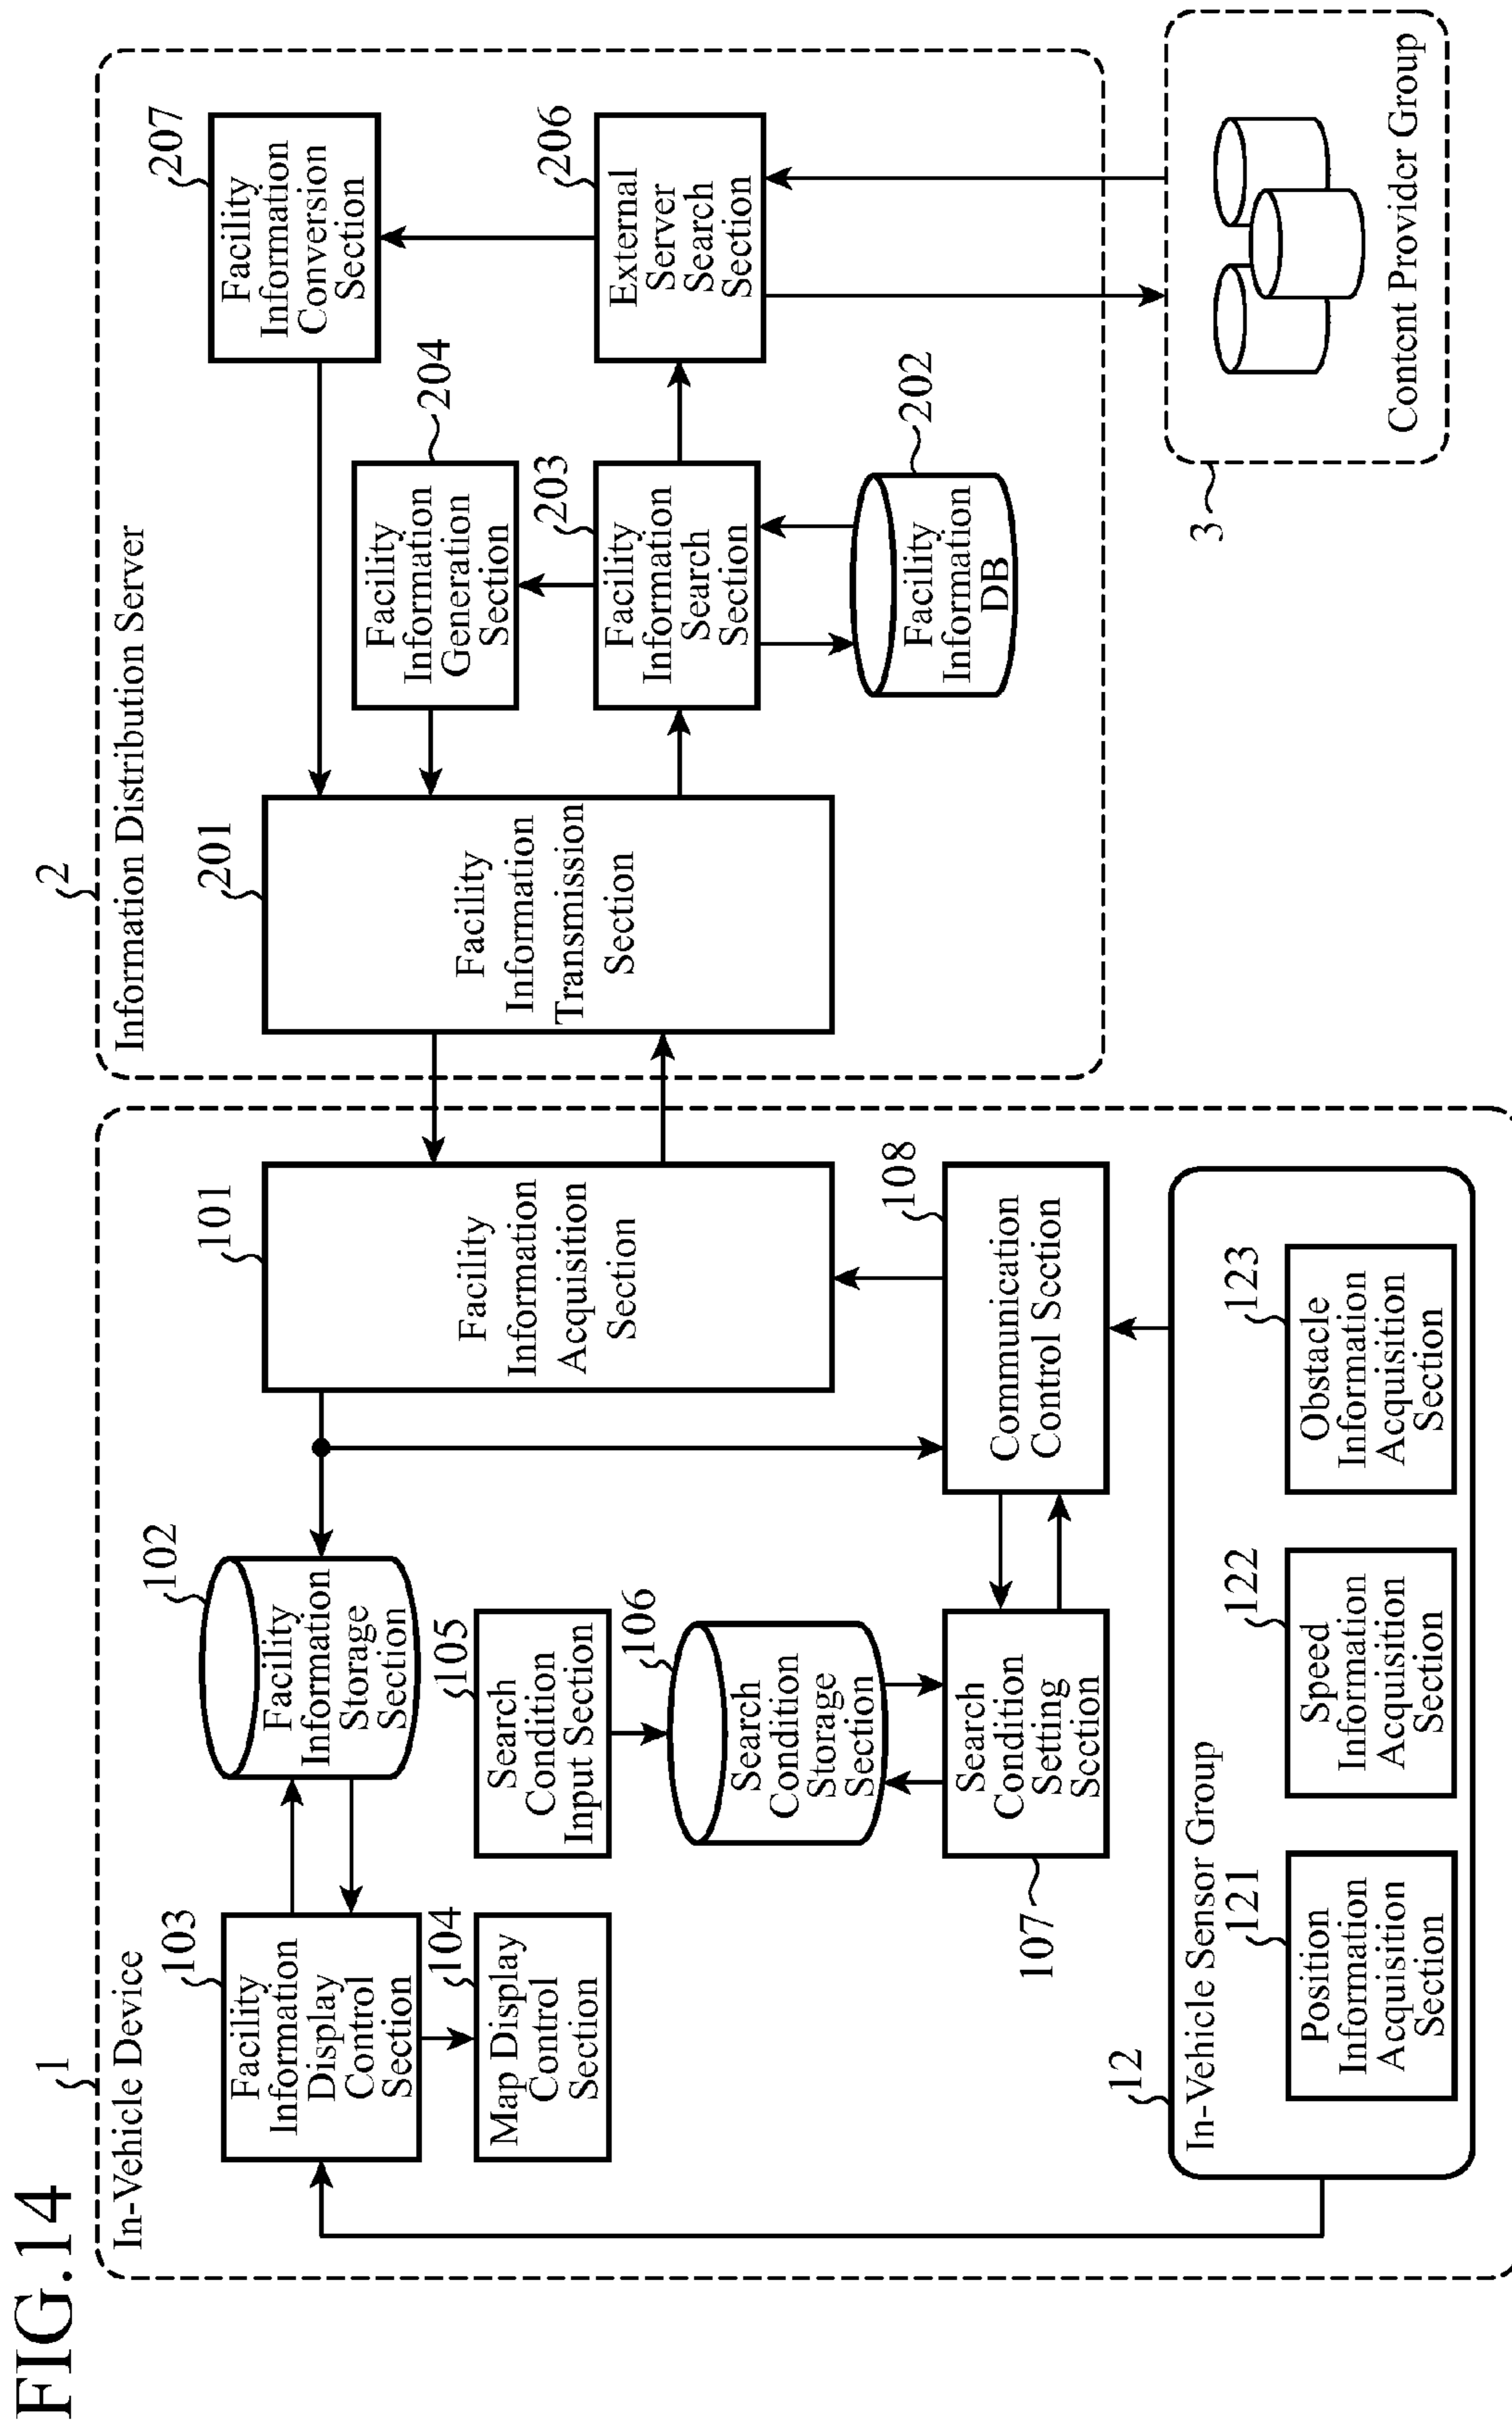 FIG.14
1
In-Vehicle Device
103
Facility
Information
Display
Control
Section
104
Map Display
Control
Section
102
Facility
Information
Storage
Section
105
Search
Condition
Input Section
106
Search
Condition
Storage
Section
Search
Condition
Setting
Section
107
101
Facility
Information
Acquisition
Section
108
Communication
Control Section
12
In-Vehicle Sensor Group
121
Position
Information
Acquisition
Section
122
Speed
Information
Acquisition
Section
123
Obstacle
Information
Acquisition
Section
2
Information Distribution Server
201
Facility
Information
Transmission
Section
204
Facility
Information
Generation
Section
203
Facility
Information
Search
Section
202
Facility
Information
DB
207
Facility
Information
Conversion
Section
206
External
Server
Search
Section
3
Content Provider Group